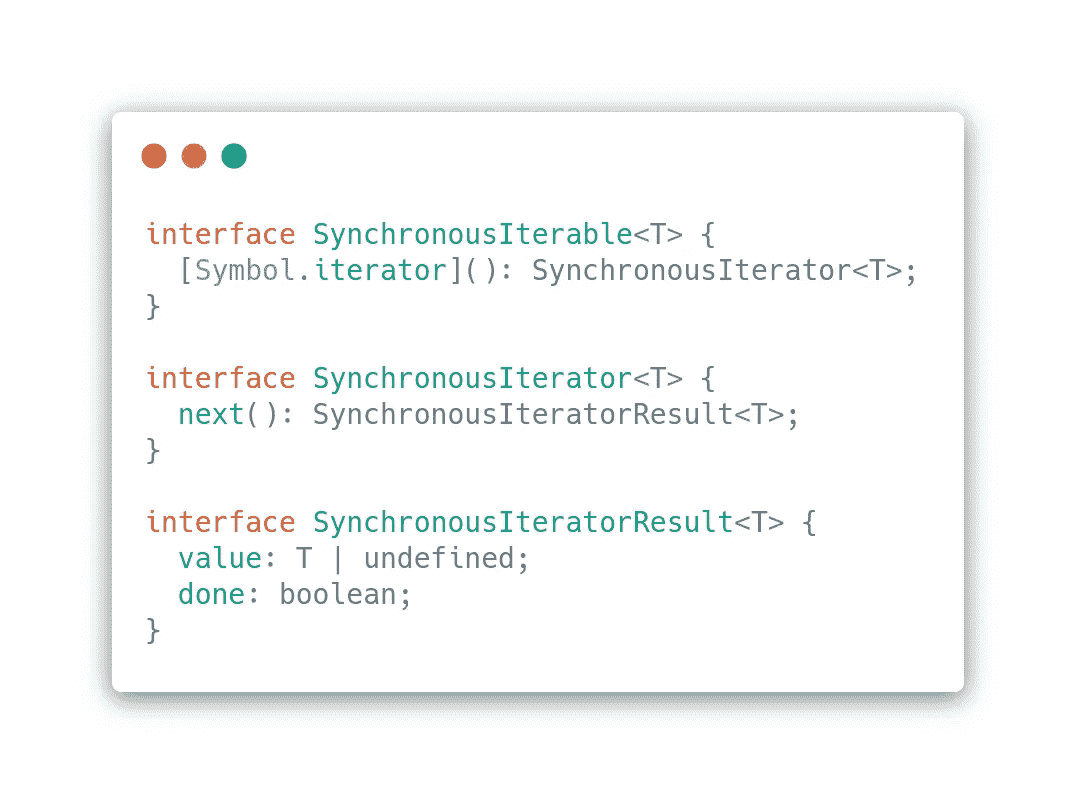 interface SynchronousIterable<T> {
  [Symbol.iterator](): SynchronousIterator<T>;
}
interface SynchronousIterator<T> {
  next(): SynchronousIteratorResult<T>;
}
interface SynchronousIteratorResult<T> {
  value: T | undefined;
  done: boolean;
}